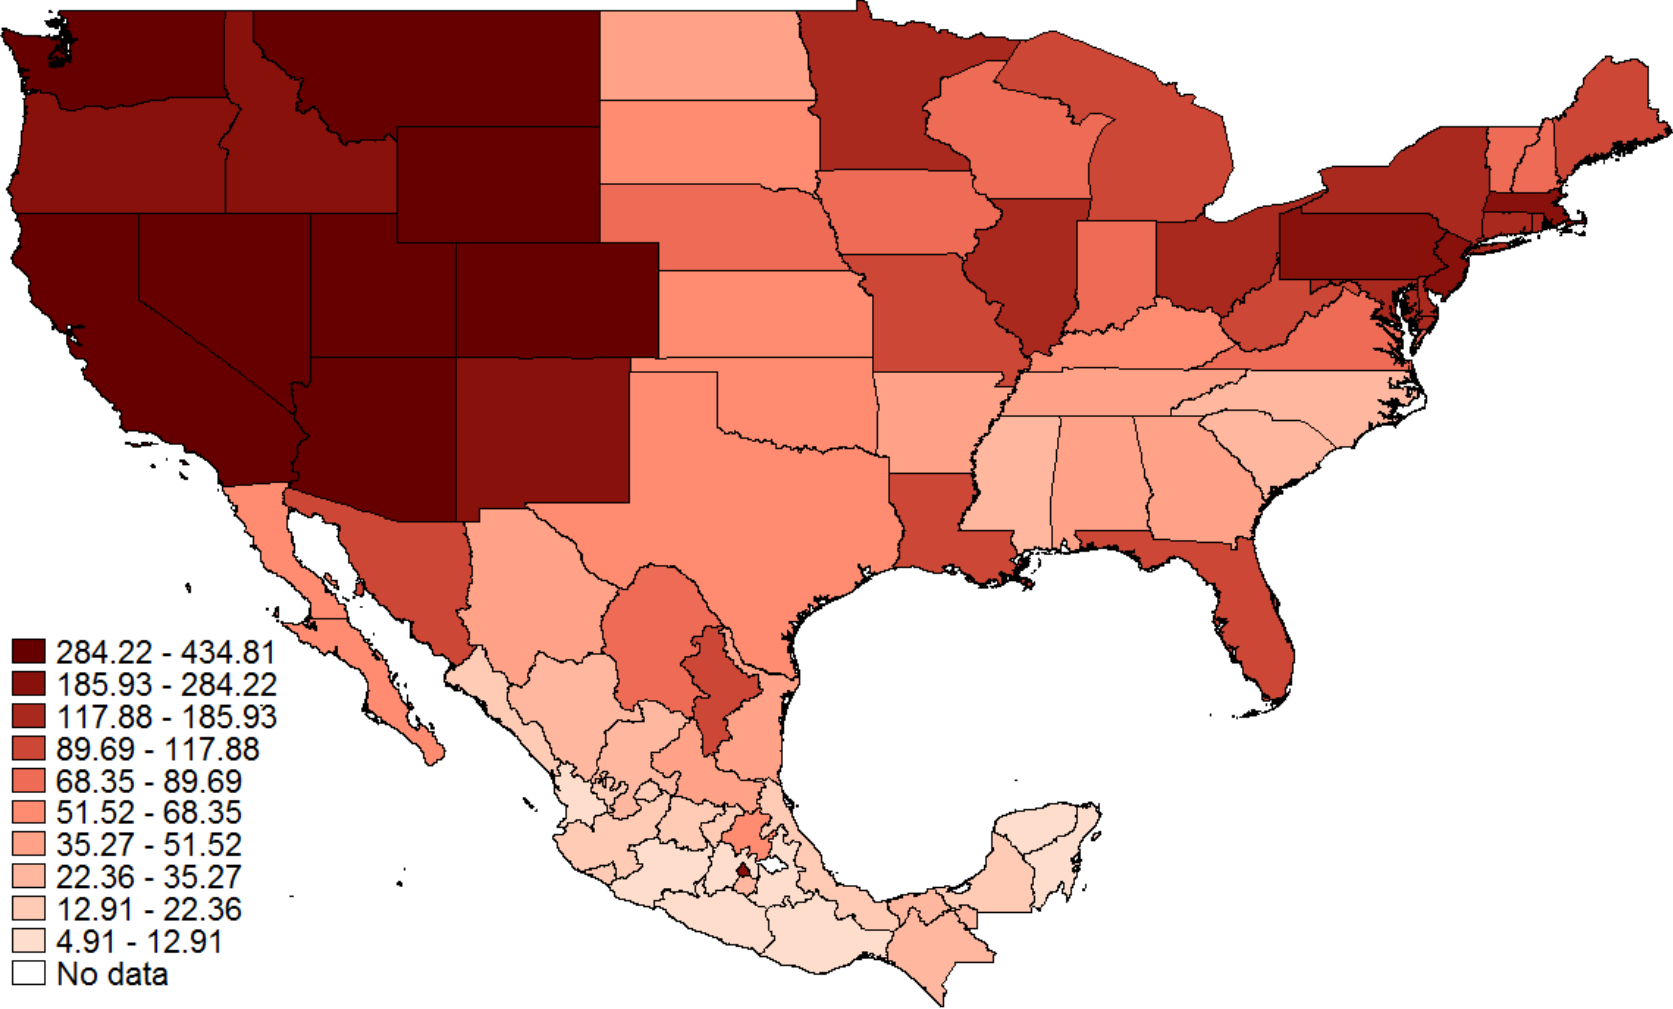 284.22 - 434.81
185.93 - 284.22
117.88 - 185.93
89.69 - 117.88
68.35 - 89.69
51.52 - 68.35
35.27 - 51.52
22.36 - 35.27
12.91 - 22.36
4.91 - 12.91
No data